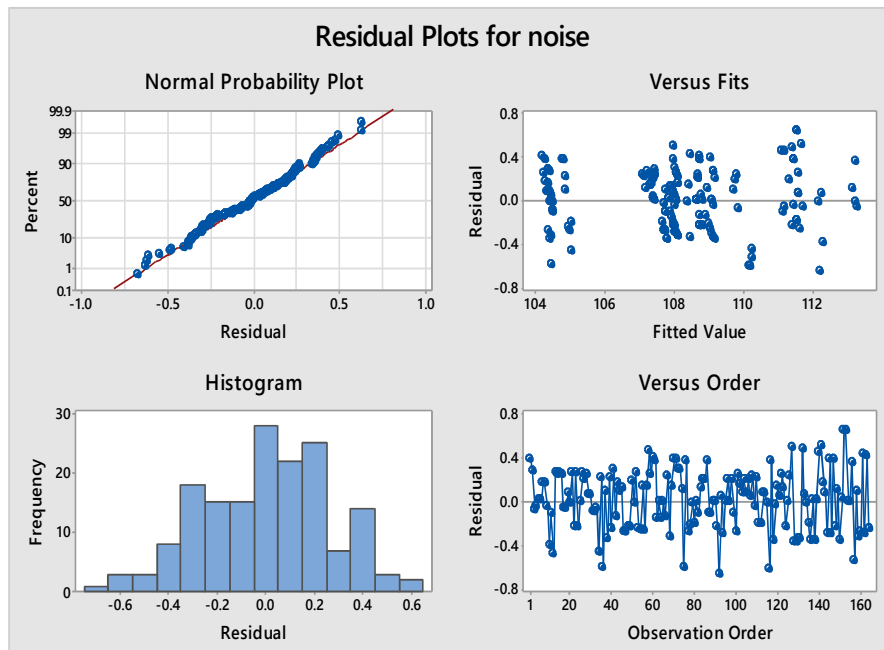 Residual Plots for noise
Normal Probability Plot
99.9
99
90
50
10
1
0.1
Percent
-1.0 -0.5 0.0 0.5 1.0
Residual
Versus Fits
0.8
0.4
0.0
-0.4
-0.8
Residual
104 106 108 110 112
Fitted Value
Histogram
30
20
10
0
Frequency
-0.6 -0.4 -0.2 0.0 0.2 0.4 0.6
Residual
Versus Order
0.8
0.4
0.0
-0.4
-0.8
Residual
1 20 40 60 80 100 120 140 160
Observation Order